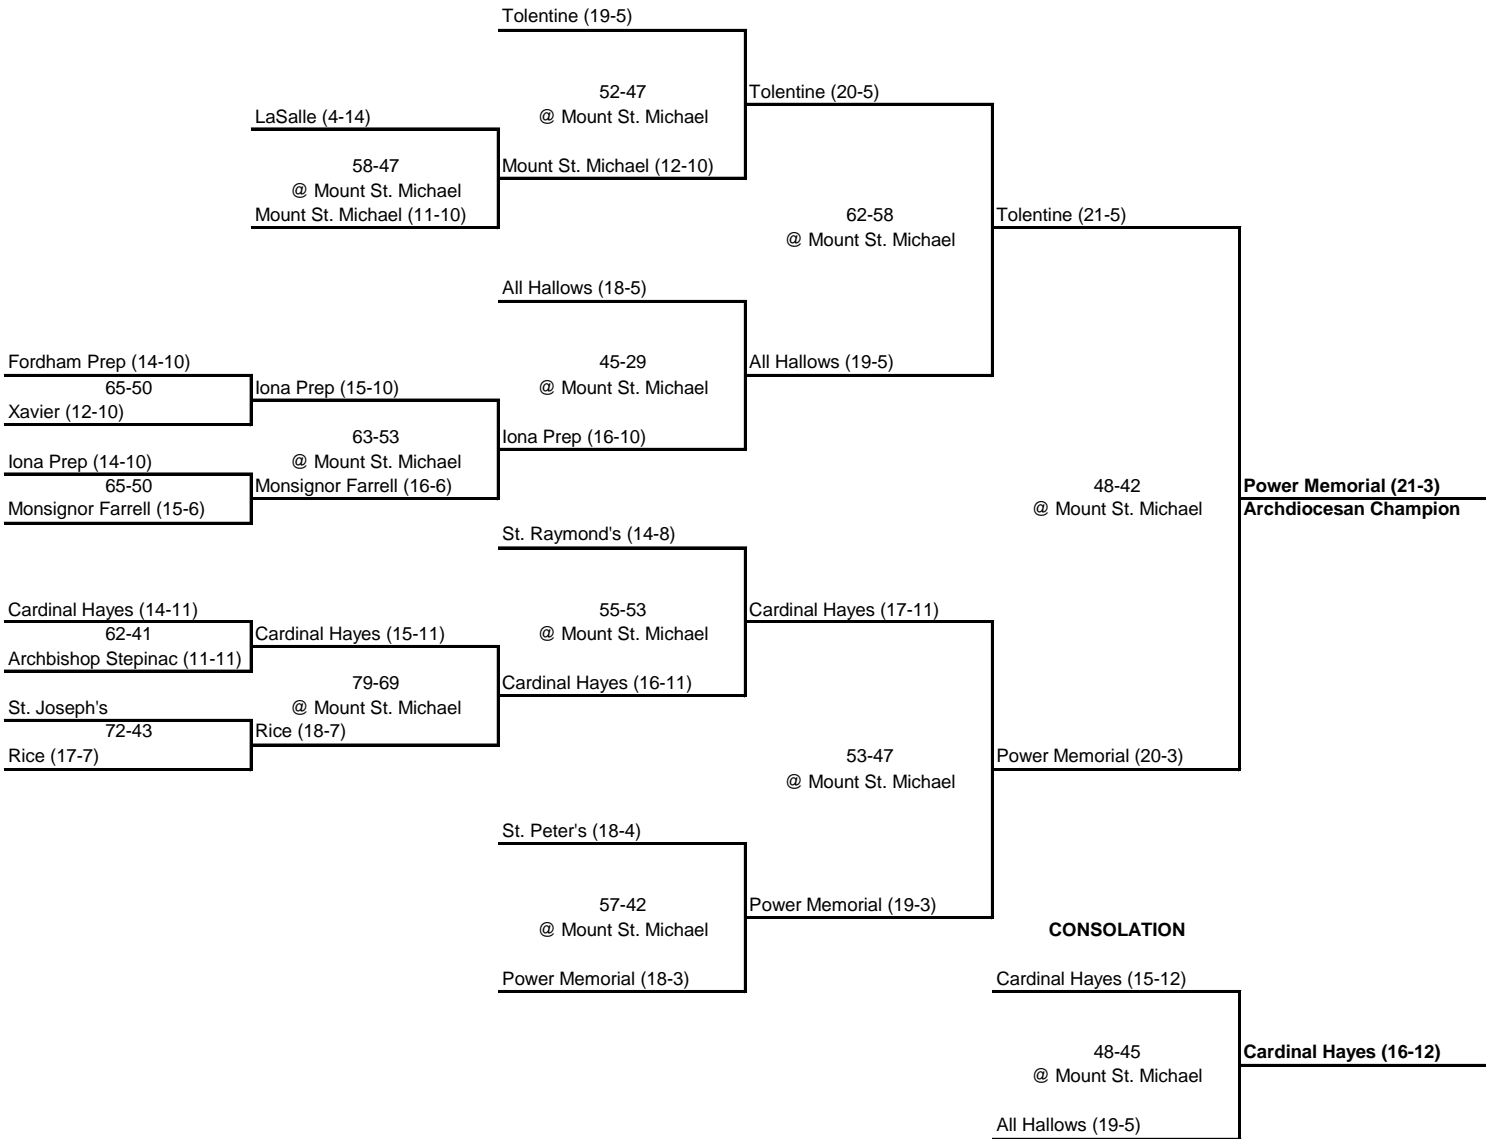 Tolentine (19-5)
52-47
@ Mount St. Michael
Tolentine (20-5)
LaSalle (4-14)
58-47
@ Mount St. Michael
Mount St. Michael (12-10)
Mount St. Michael (11-10)
62-58
@ Mount St. Michael
Tolentine (21-5)
All Hallows (18-5)
Fordham Prep (14-10)
65-50
Xavier (12-10)
Iona Prep (15-10)
45-29
@ Mount St. Michael
All Hallows (19-5)
63-53
@ Mount St. Michael
Iona Prep (16-10)
Iona Prep (14-10)
65-50
Monsignor Farrell (15-6)
Monsignor Farrell (16-6)
48-42
@ Mount St. Michael
Power Memorial (21-3)
Archdiocesan Champion
St. Raymond's (14-8)
Cardinal Hayes (14-11)
62-41
Archbishop Stepinac (11-11)
Cardinal Hayes (15-11)
55-53
@ Mount St. Michael
Cardinal Hayes (17-11)
79-69
@ Mount St. Michael
Cardinal Hayes (16-11)
St. Joseph's
72-43
Rice (17-7)
Rice (18-7)
53-47
@ Mount St. Michael
Power Memorial (20-3)
St. Peter's (18-4)
57-42
@ Mount St. Michael
Power Memorial (19-3)
Power Memorial (18-3)
CONSOLATION
Cardinal Hayes (15-12)
48-45
@ Mount St. Michael
Cardinal Hayes (16-12)
All Hallows (19-5)